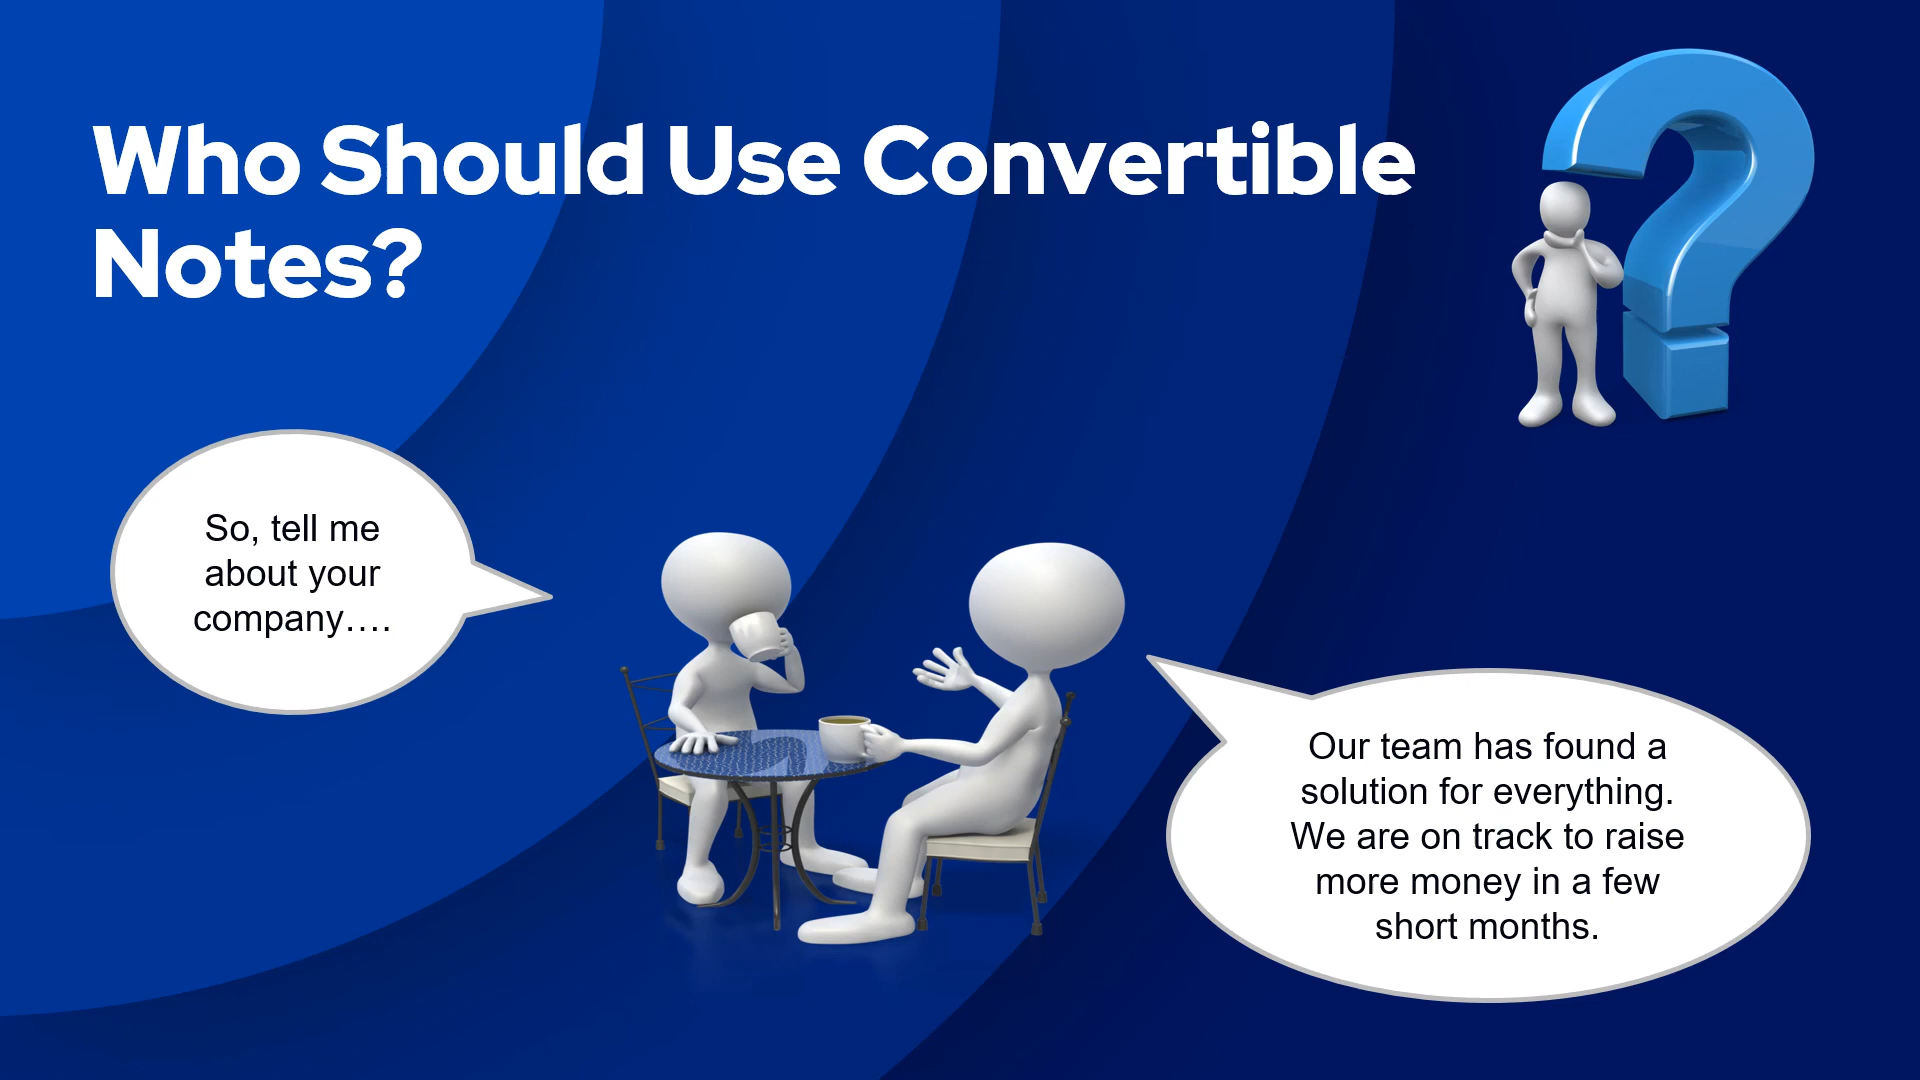 Who Should Use Convertible
Notes?
So, tell me
about your
company....
Our team has found a
solution for everything.
We are on track to raise
more money in a few
short months.